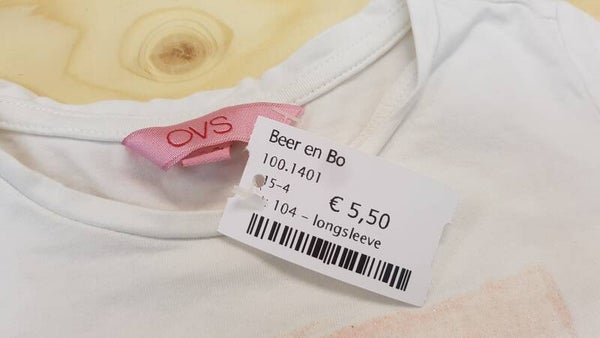 OVS
Beer en Bo
100.1401
15-4
€ 5,50
104 - longsleeve